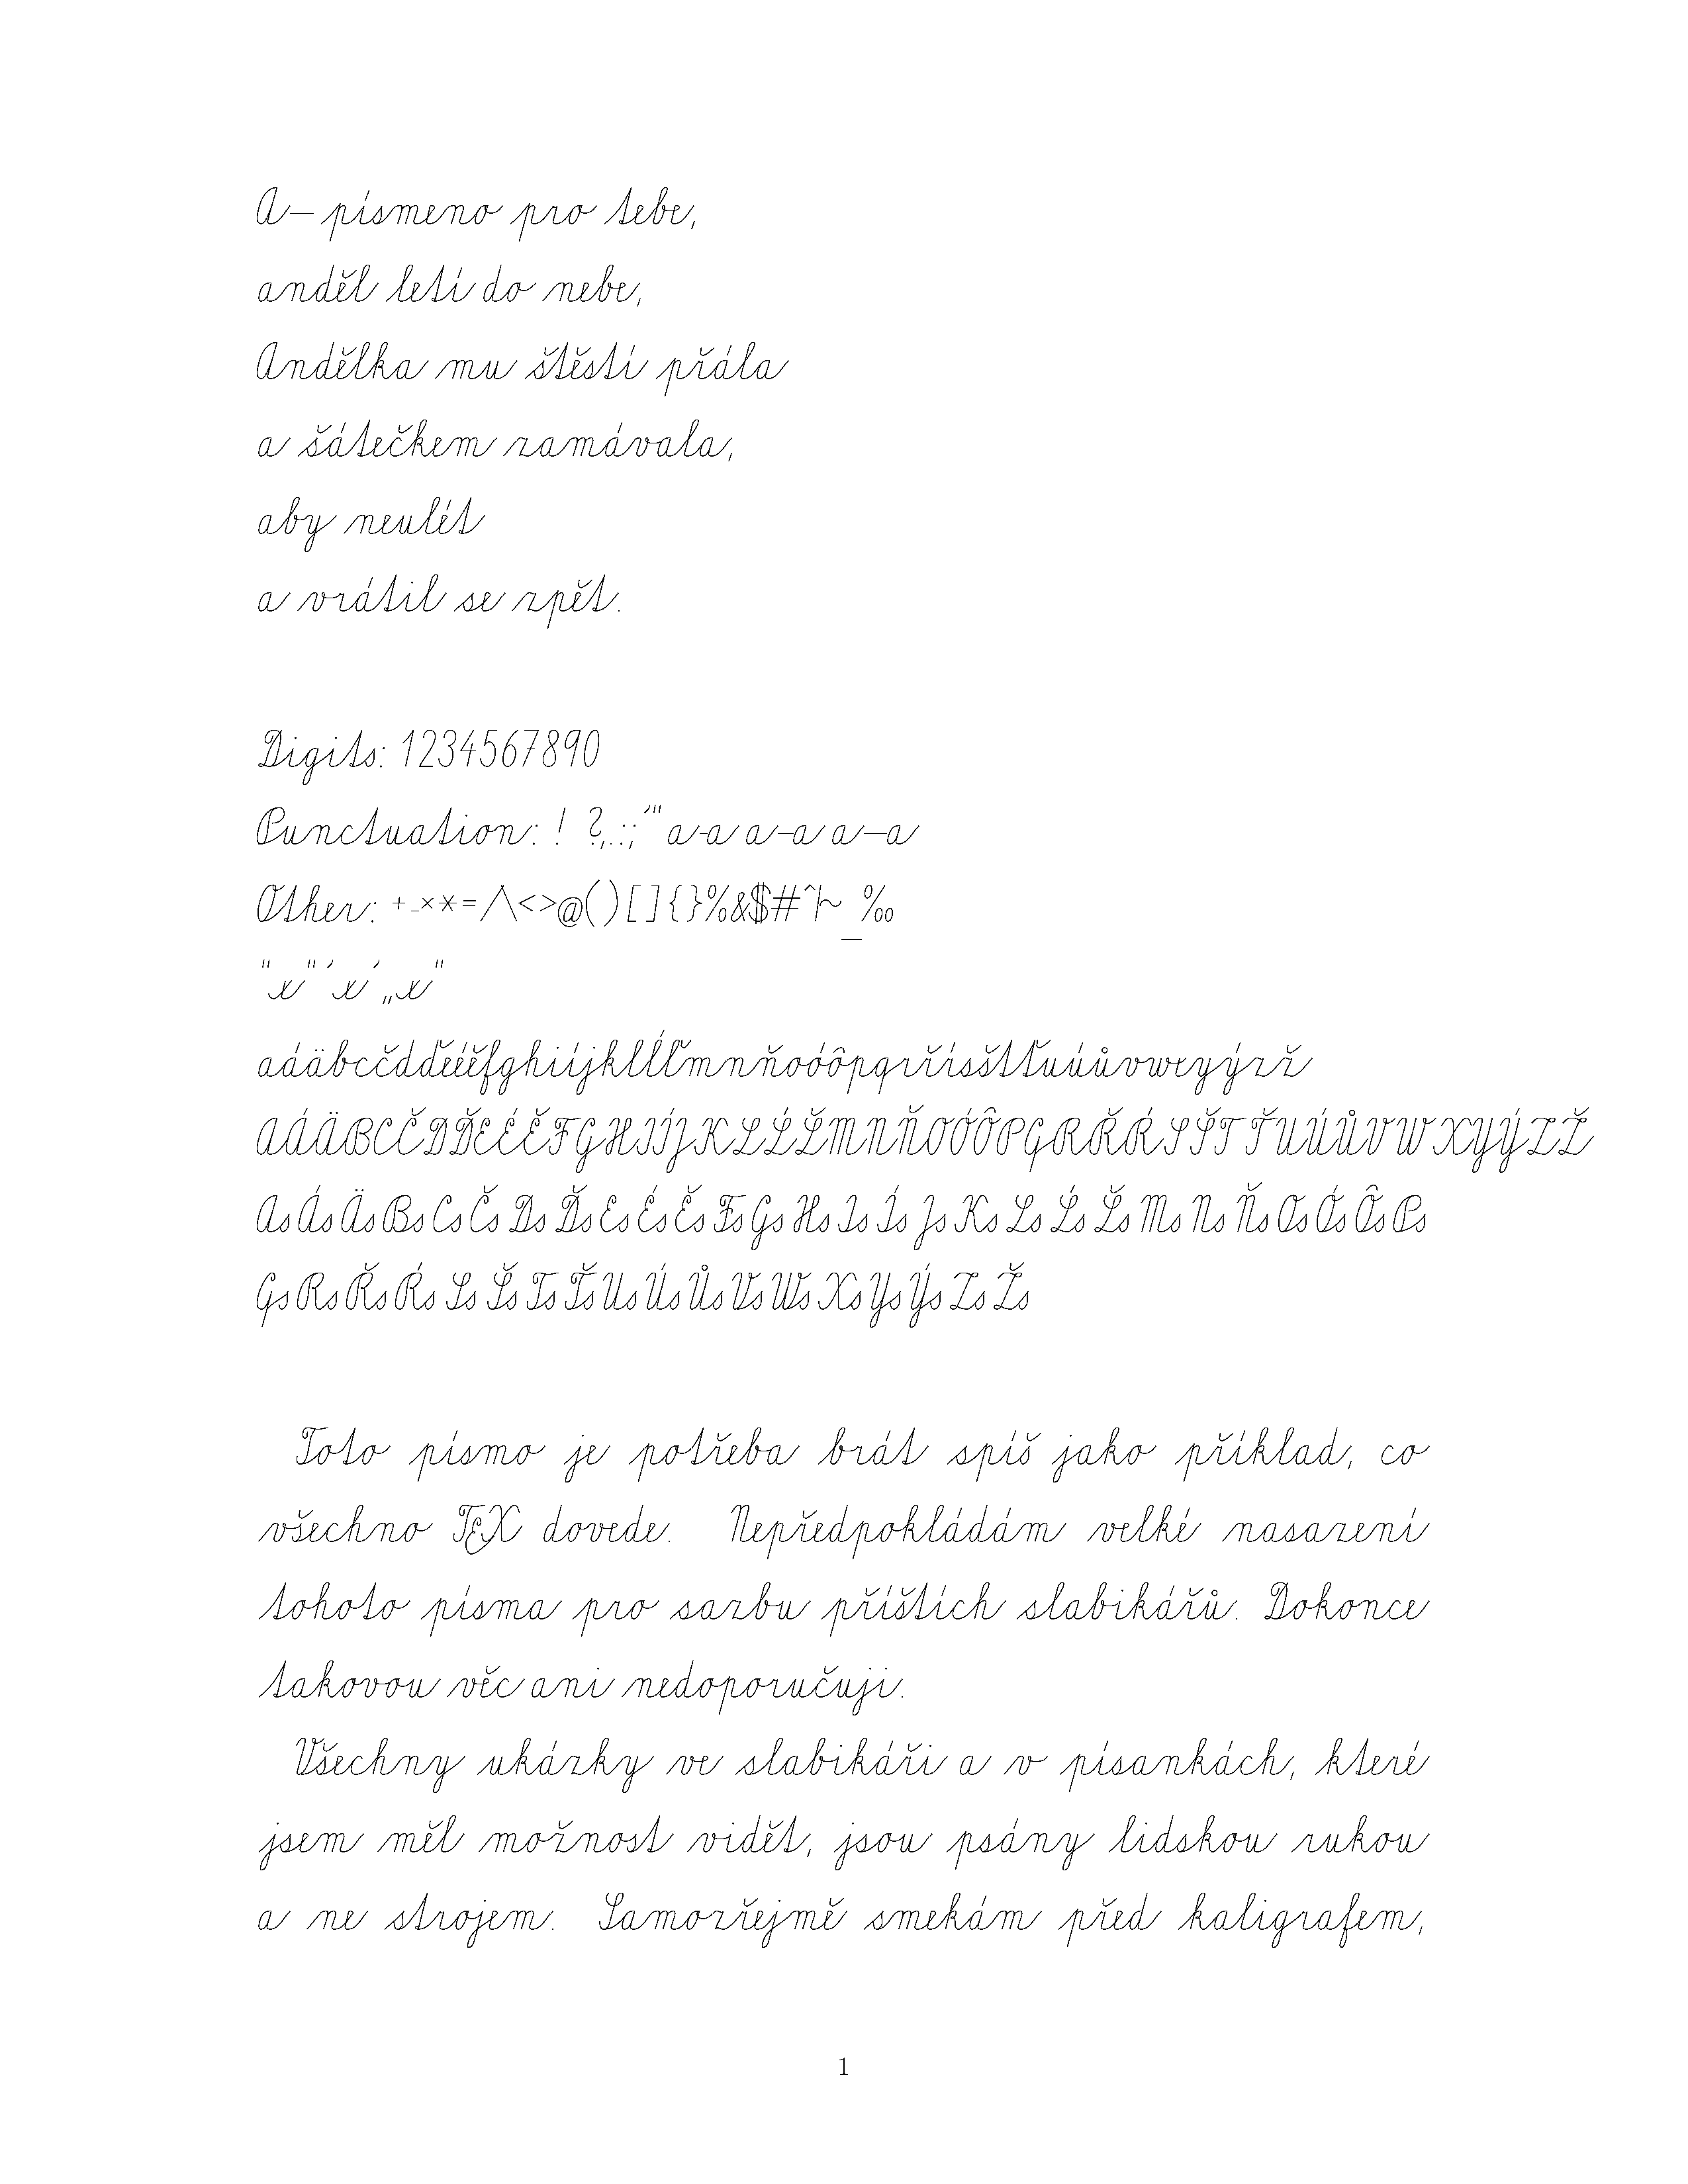 A– písmeno pro tebe,
anděl letí do nebe,
Andělka mu štěstí přála
a šátečkem zamávala,
aby neulét
a vrátil se zpět.
Digits: 1234567890
Punctuation: ! ?,.:;´'" a-a a–a a—a
Other: +-×*=/\<>@()[]{}%&$#^|~_‰
"x" ´x´ „x"
aáäbcčdďeéěfghiíjklĺľmnňoóôpqrřŕsštťuúůvwxyýzž
AÁÄBCČDĎEÉĚFGHIÍJKLĹĽMNŇOÓÔPQRŘŔSŠTŤUÚŮVWXYÝZŽ
As Ás Äs Bs Cs Čs Ds Ďs Es És Ěs Fs Gs Hs Is Ís Js Ks Ls Ĺs Ľs Ms Ns Ňs Os Ós Ôs Ps
Qs Rs Řs Ŕs Ss Šs Ts Ťs Us Ús Ůs Vs Ws Xs Ys Ýs Zs Žs
Toto písmo je potřeba brát spíš jako příklad, co
všechno TEX dovede. Nepředpokládám velké nasazení
tohoto písma pro sazbu příštích slabikářů. Dokonce
takovou věc ani nedoporučuji.
Všechny ukázky ve slabikáři a v písankách, které
jsem měl možnost vidět, jsou psány lidskou rukou
a ne strojem. Samozřejmě smekám před kaligrafem,
1